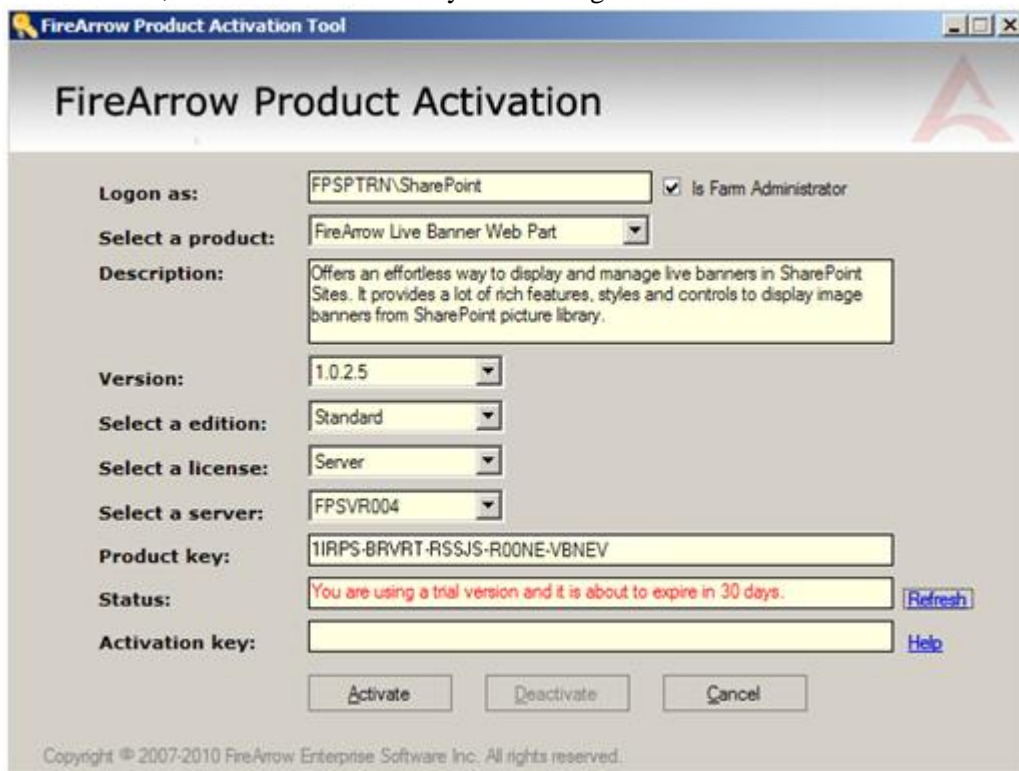 FireArrow Product Activation Tool
FireArrow Product Activation
Logon as: FPSPTRN\SharePoint Is Farm Administrator
Select a product: FireArrow Live Banner Web Part
Description: Offers an effortless way to display and manage live banners in SharePoint
Sites. It provides a lot of rich features, styles and controls to display image
banners from SharePoint picture library.
Version: 1.0.2.5
Select a edition: Standard
Select a license: Server
Select a server: FPSVR004
Product key: 1IRPS-BRVRT-RSSJS-R00NE-VBNEV
Status: You are using a trial version and it is about to expire in 30 days. Refresh
Activation key: Help
Activate Deactivate Cancel
Copyright © 2007-2010 FireArrow Enterprise Software Inc. All rights reserved.